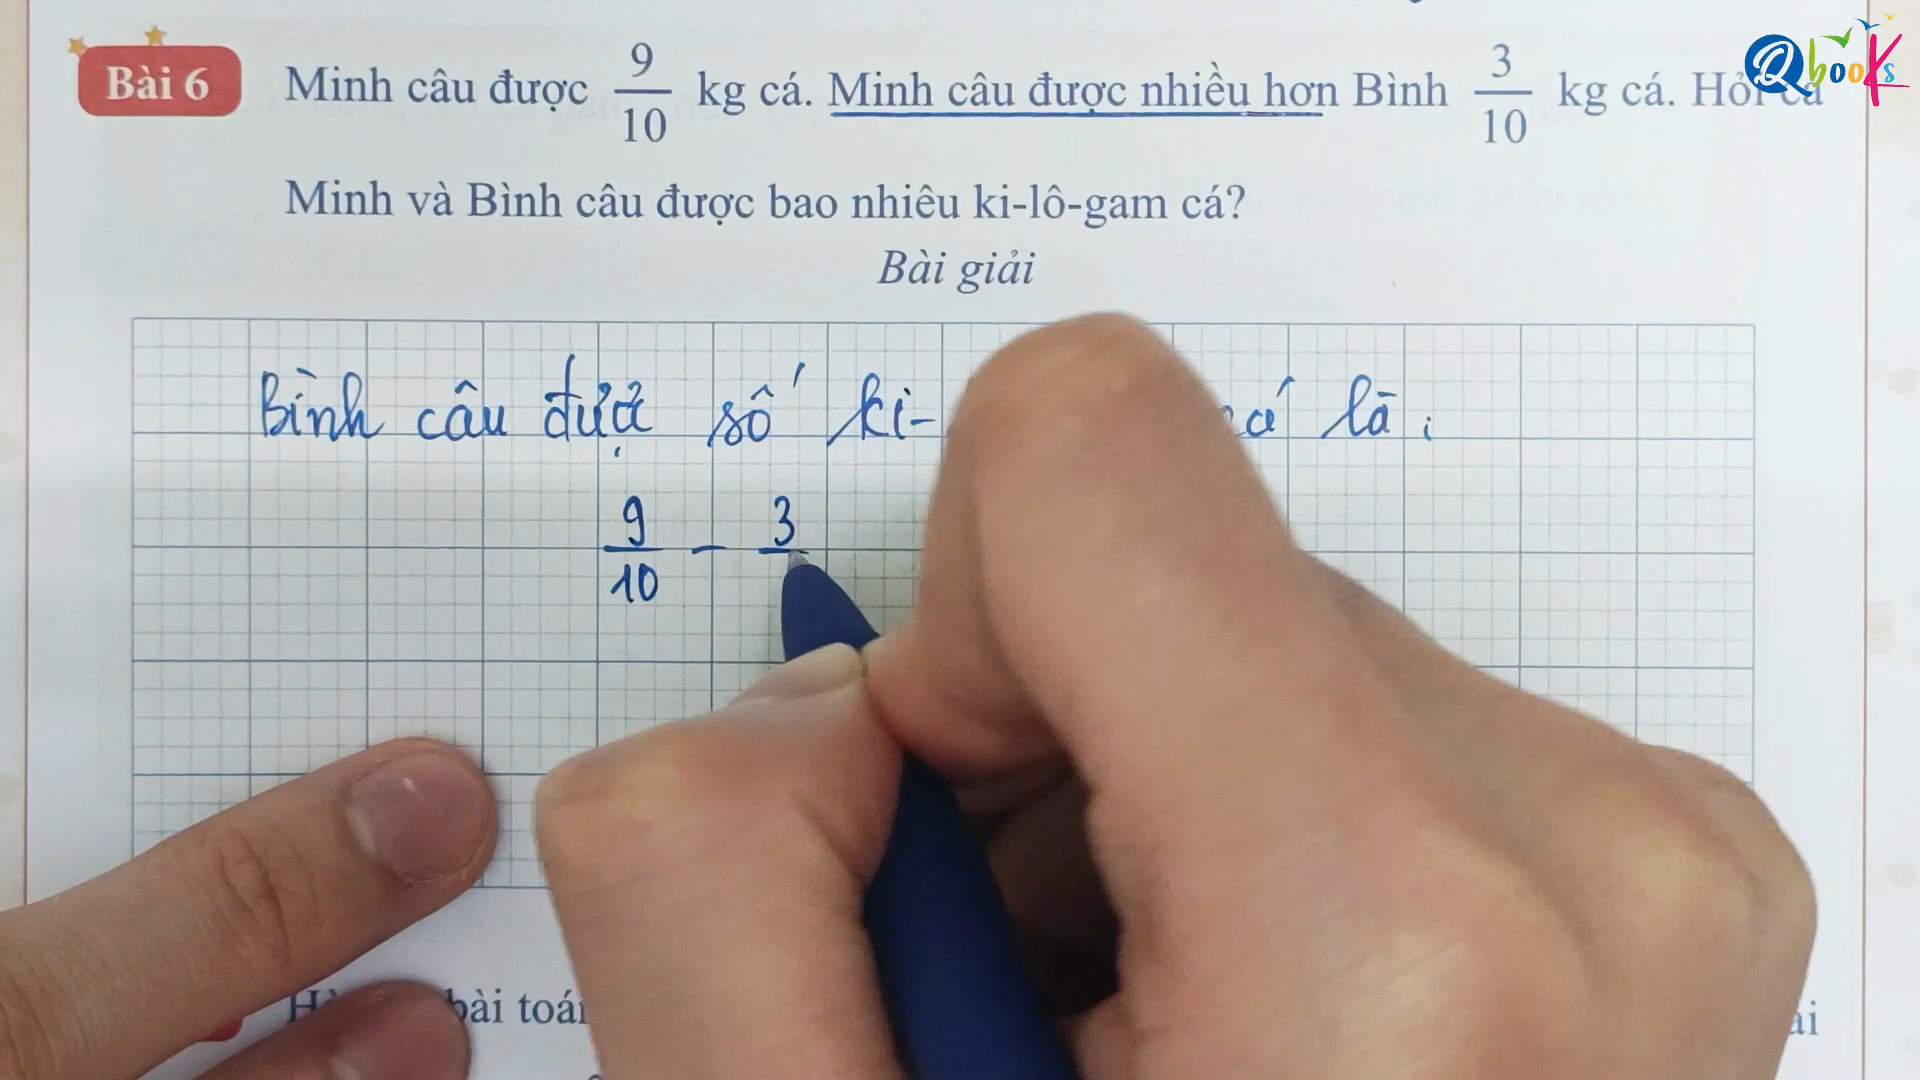 Qbooks
Bài 6 Minh câu được 9/10 kg cá. Minh câu được nhiều hơn Bình 3/10 kg cá. Hỏi cả
Minh và Bình câu được bao nhiêu ki-lô-gam cá?
Bài giải
Bình câu được số ki- cá là :
9/10 - 3
bài toán